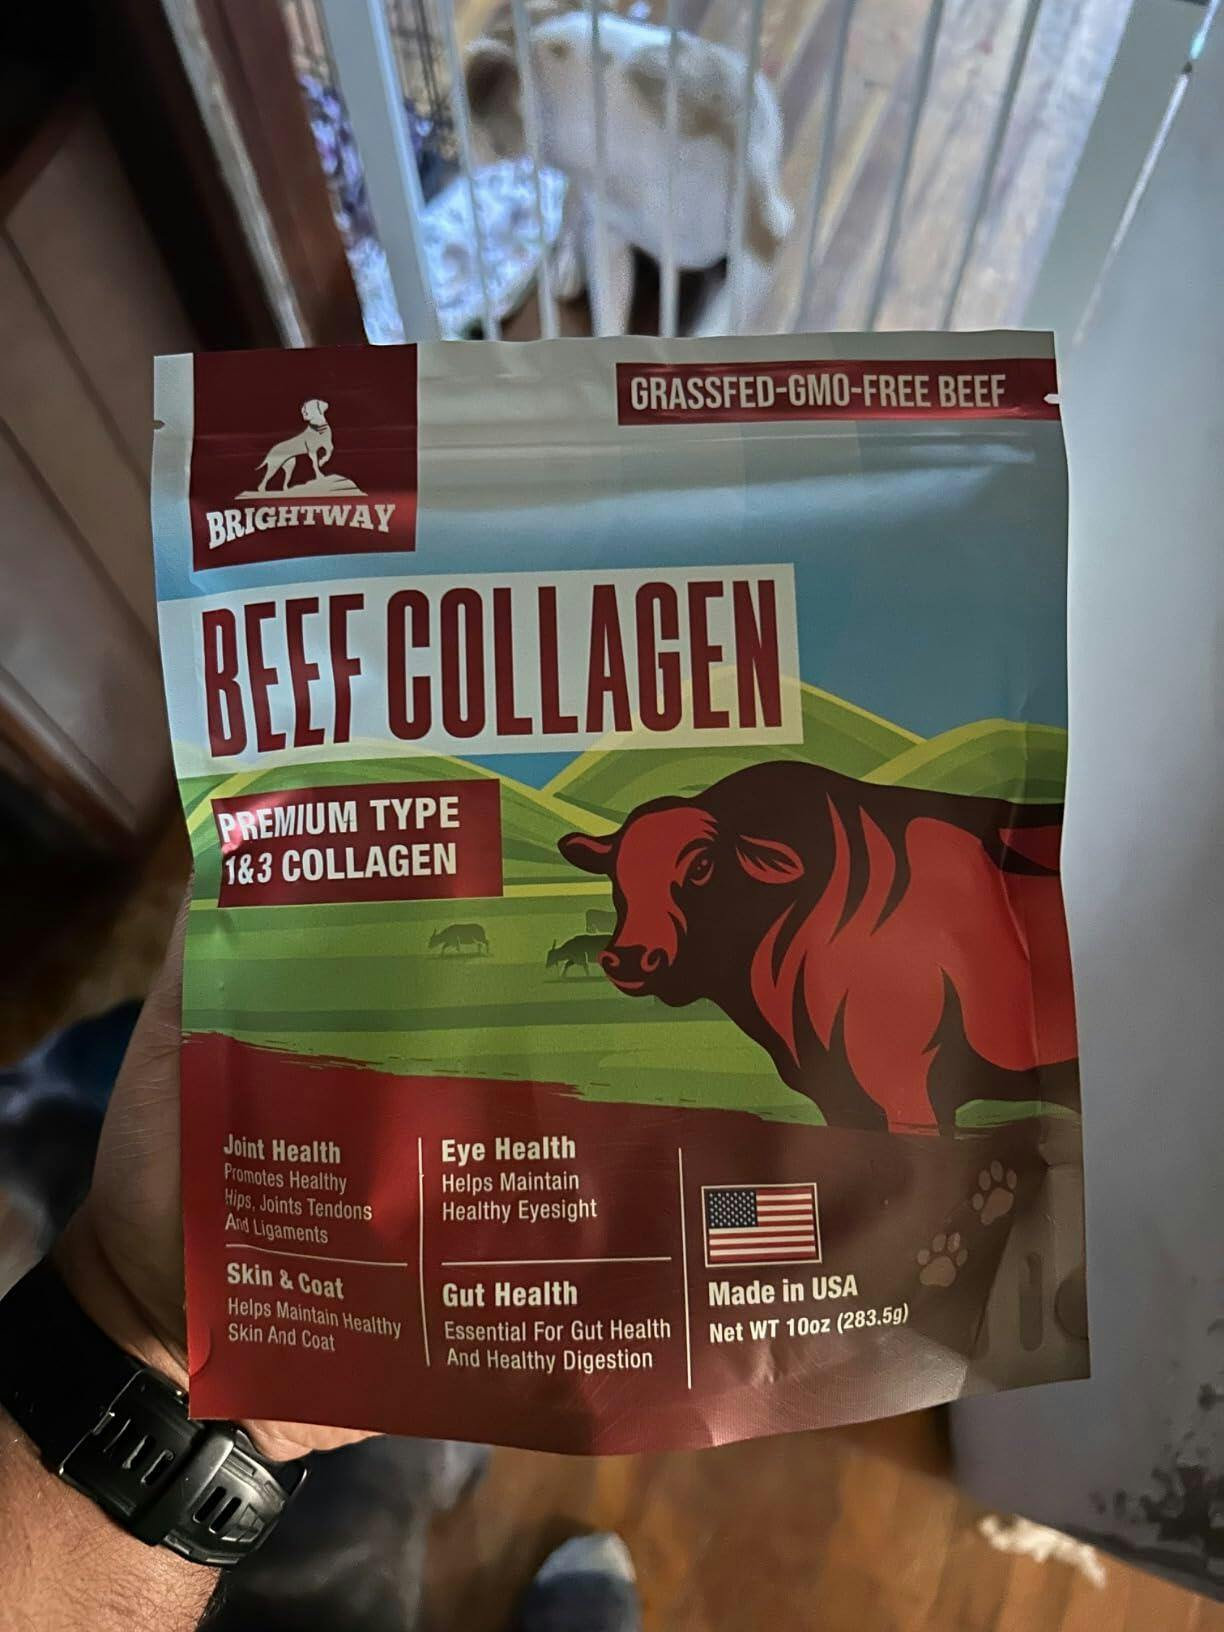 GRASSFED-GMO-FREE BEEF
BRIGHTWAY
BEEF COLLAGEN
PREMIUM TYPE
1&3 COLLAGEN
Joint Health
Promotes Healthy
Hips, Joints Tendons
And Ligaments
Skin & Coat
Helps Maintain Healthy
Skin And Coat
Eye Health
Helps Maintain
Healthy Eyesight
Gut Health
Essential For Gut Health
And Healthy Digestion
Made in USA
Net WT 10oz (283.5g)